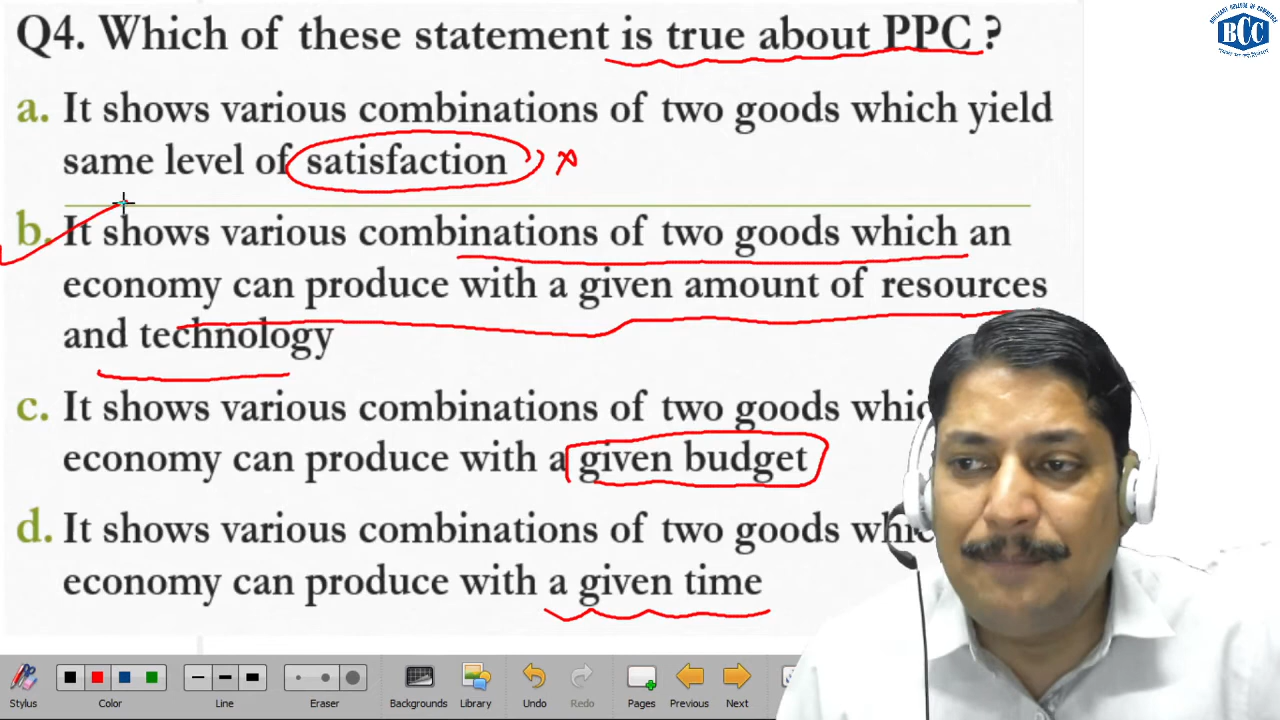 Q4. Which of these statement is true about PPC ?
a. It shows various combinations of two goods which yield
same level of satisfaction
b. It shows various combinations of two goods which an
economy can produce with a given amount of resources
and technology
c. It shows various combinations of two goods
economy can produce with a given budget
d. It shows various combinations of two goods
economy can produce with a given time
BCC
Stylus
Color
Line
Eraser
Backgrounds
Library
Undo
Redo
Pages
Previous
Next